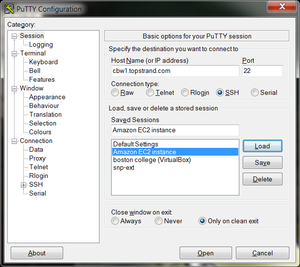 PuTTY Configuration
Category:
Session
Logging
Terminal
Keyboard
Bell
Features
Window
Appearance
Behaviour
Translation
Selection
Colours
Connection
Data
Proxy
Telnet
Rlogin
SSH
Serial
Basic options for your PuTTY session
Specify the destination you want to connect to
Host Name (or IP address) Port
cbw1.topstrand.com 22
Connection type:
Raw Telnet Rlogin SSH Serial
Load, save or delete a stored session
Saved Sessions
Amazon EC2 instance
Default Settings
Amazon EC2 instance
boston college (VirtualBox)
snp-ext
Load
Save
Delete
Close window on exit
Always Never Only on clean exit
About Open Cancel